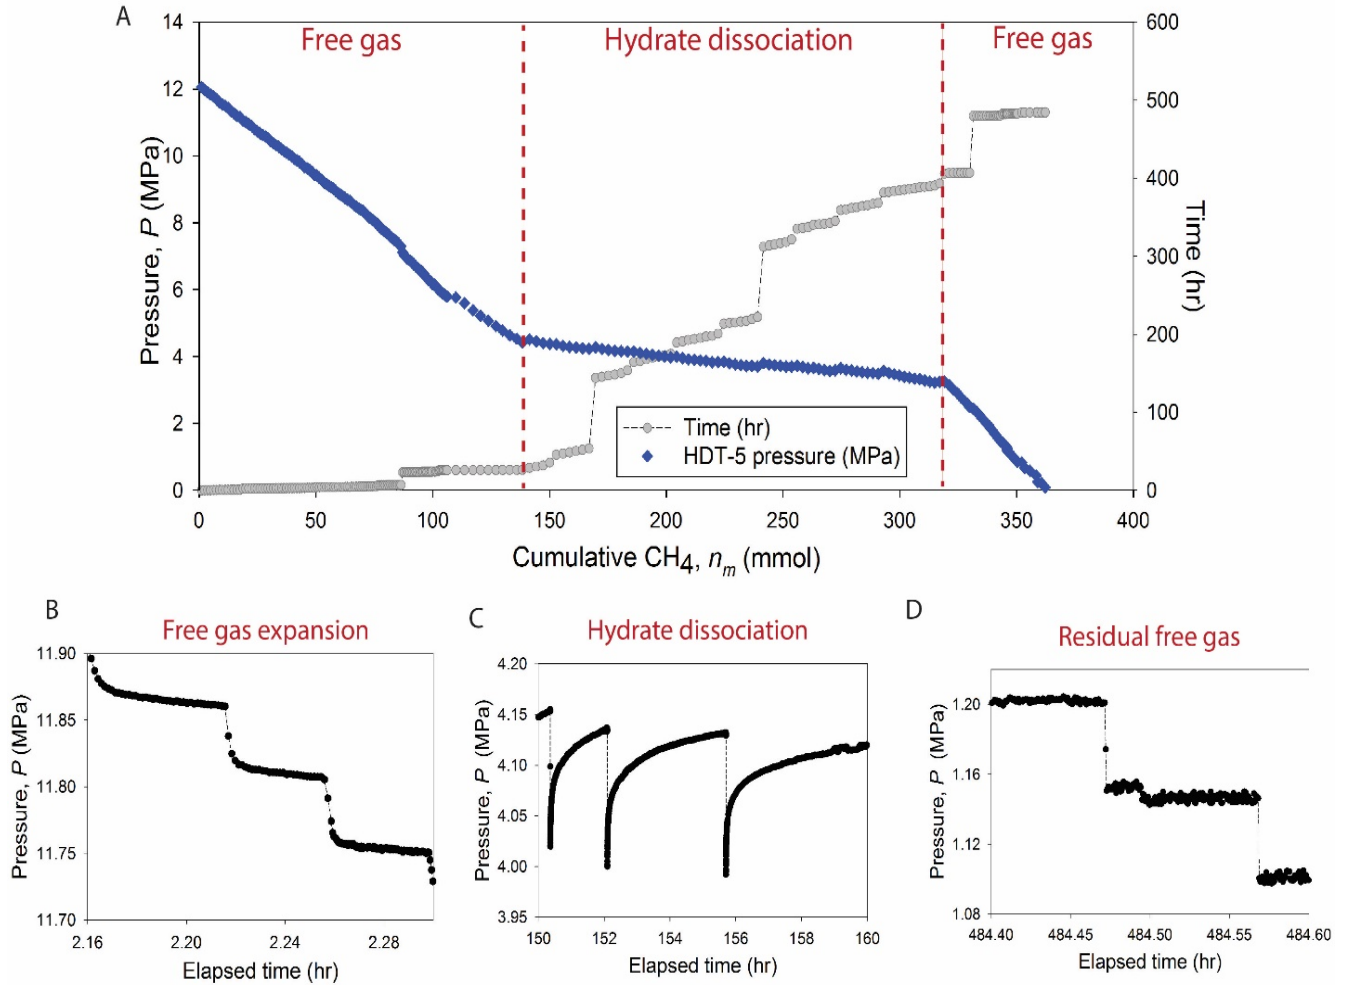 A
Free gas
Hydrate dissociation
Free gas
14
12
10
8
6
4
2
0
Pressure, P (MPa)
600
500
400
300
200
100
0
Time (hr)
Time (hr)
HDT-5 pressure (MPa)
0 50 100 150 200 250 300 350 400
Cumulative CH4, nm (mmol)
B
Free gas expansion
11.90
11.85
11.80
11.75
11.70
Pressure, P (MPa)
2.16 2.20 2.24 2.28
Elapsed time (hr)
C
Hydrate dissociation
4.20
4.15
4.10
4.05
4.00
3.95
Pressure, P (MPa)
150 152 154 156 158 160
Elapsed time (hr)
D
Residual free gas
1.20
1.16
1.12
1.08
Pressure, P (MPa)
484.40 484.45 484.50 484.55 484.60
Elapsed time (hr)